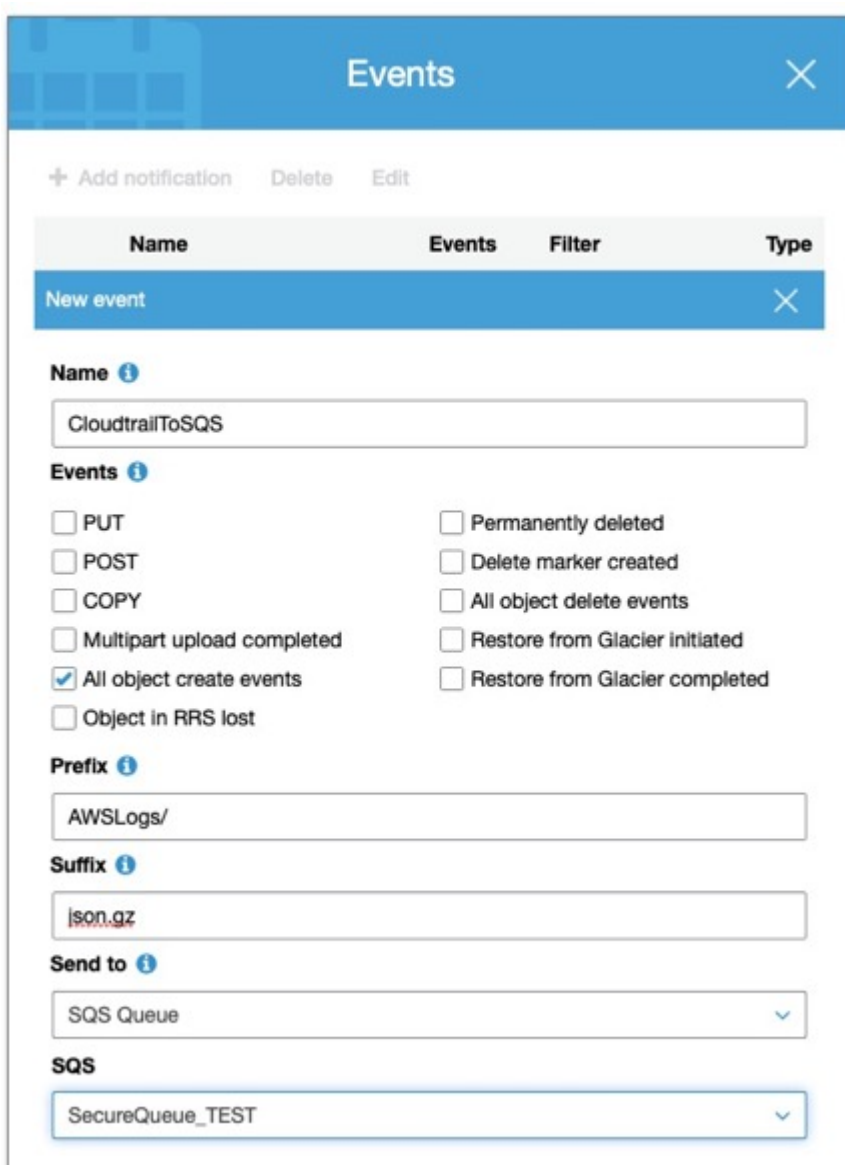 Events
+ Add notification Delete Edit
Name Events Filter Type
New event
Name
CloudtrailToSQS
Events
PUT Permanently deleted
POST Delete marker created
COPY All object delete events
Multipart upload completed Restore from Glacier initiated
All object create events Restore from Glacier completed
Object in RRS lost
Prefix
AWSLogs/
Suffix
json.gz
Send to
SQS Queue
SQS
SecureQueue_TEST